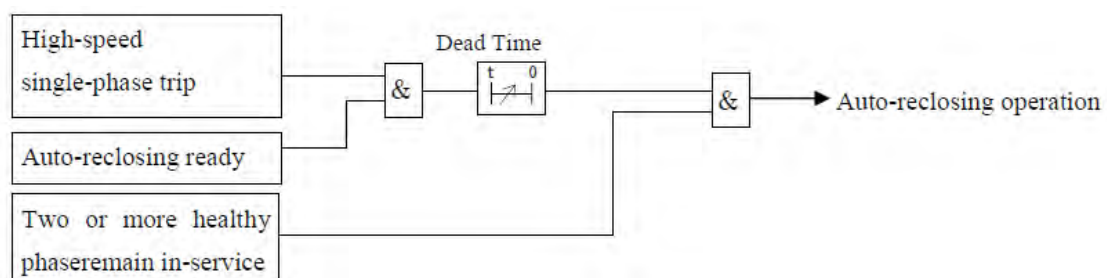 High-speed
single-phase trip
Dead Time
t 0
&
&
Auto-reclosing operation
Auto-reclosing ready
Two or more healthy
phaseremain in-service